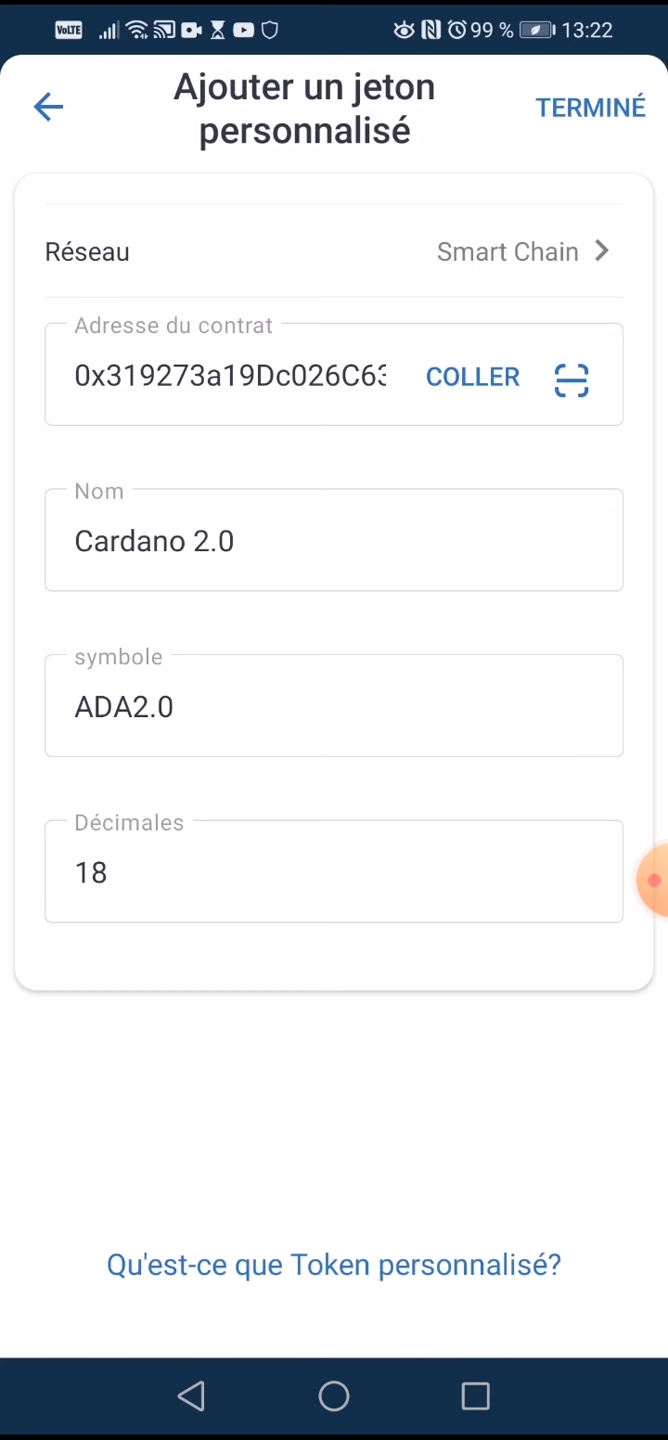 VoLTE 99 % 13:22
Ajouter un jeton
personnalisé
TERMINÉ
Réseau
Smart Chain
Adresse du contrat
0x319273a19Dc026C63
COLLER
Nom
Cardano 2.0
symbole
ADA2.0
Décimales
18
Qu'est-ce que Token personnalisé?